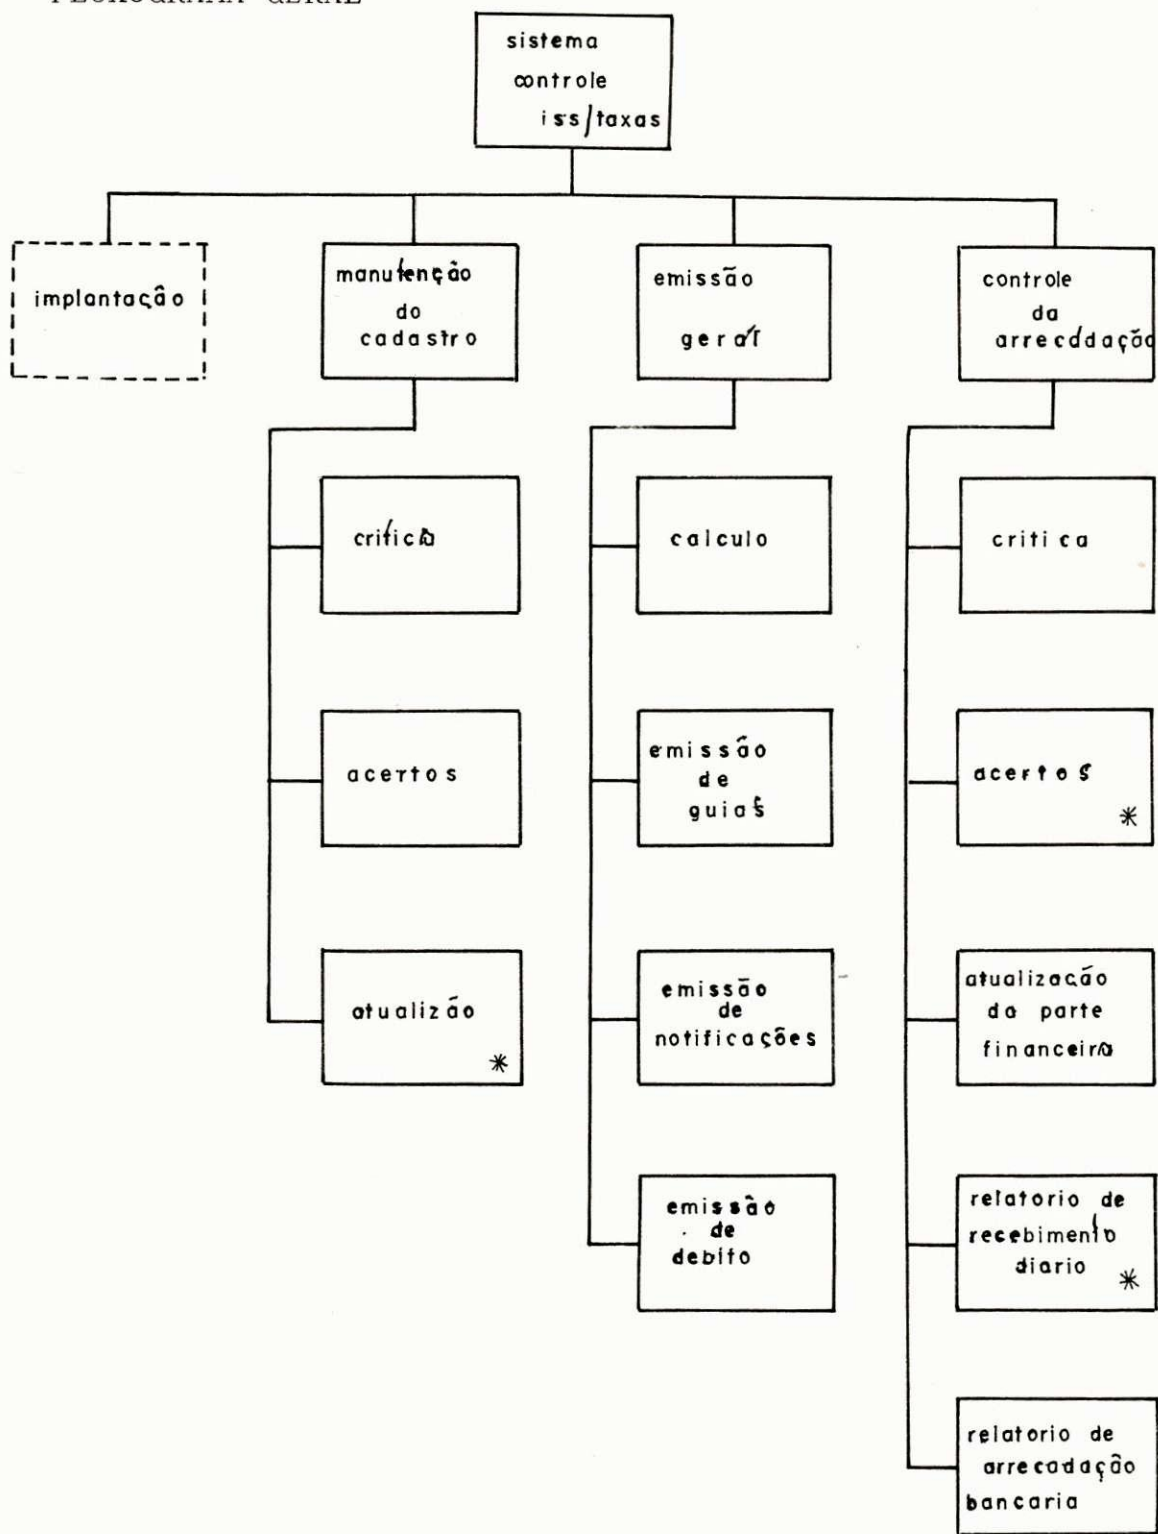 FLUXOGRAMA GERAL
sistema
controle
iss/taxas
implantação
manutenção
do
cadastro
emissão
geral
controle
da
arrecadação
critica
calculo
critica
acertos
emissão
de
guias
acertos
*
atualizão
*
emissão
de
notificações
atualização
da parte
financeira
emissão
de
debito
relatorio de
recebimento
diario
*
relatorio de
arrecadação
bancaria